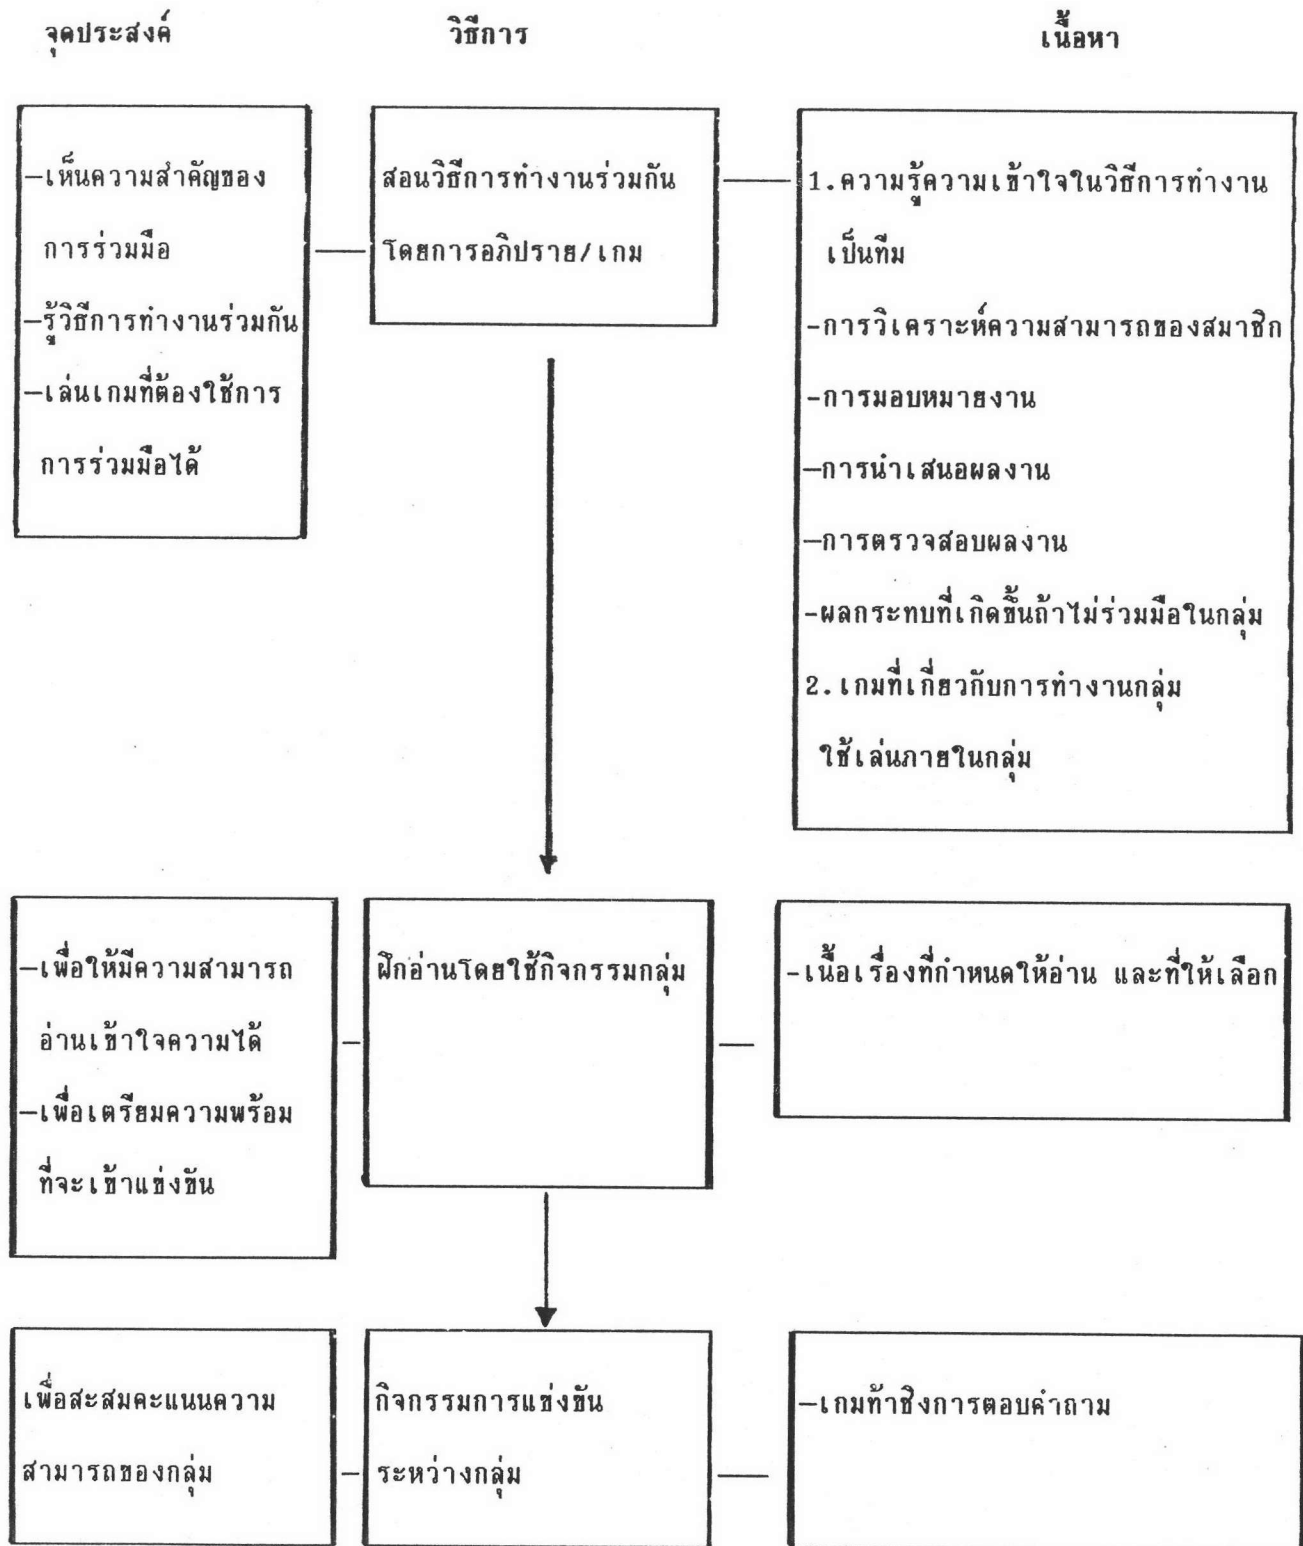 จุดประสงค์
วิธีการ
เนื้อหา
—เห็นความสำคัญของ
การร่วมมือ
—รู้วิธีการทำงานร่วมกัน
—เล่นเกมที่ต้องใช้การ
การร่วมมือได้
สอนวิธีการทำงานร่วมกัน
โดยการอภิปราย/เกม
1.ความรู้ความเข้าใจในวิธีการทำงาน
เป็นทีม
-การวิเคราะห์ความสามารถของสมาชิก
-การมอบหมายงาน
—การนำเสนอผลงาน
—การตรวจสอบผลงาน
-ผลกระทบที่เกิดขึ้นถ้าไม่ร่วมมือในกลุ่ม
2.เกมที่เกี่ยวกับการทำงานกลุ่ม
ใช้เล่นภายในกลุ่ม
—เพื่อให้มีความสามารถ
อ่านเข้าใจความได้
—เพื่อเตรียมความพร้อม
ที่จะเข้าแข่งขัน
ฝึกอ่านโดยใช้กิจกรรมกลุ่ม
-เนื้อเรื่องที่กำหนดให้อ่าน และที่ให้เลือก
เพื่อสะสมคะแนนความ
สามารถของกลุ่ม
กิจกรรมการแข่งขัน
ระหว่างกลุ่ม
—เกมท้าชิงการตอบคำถาม